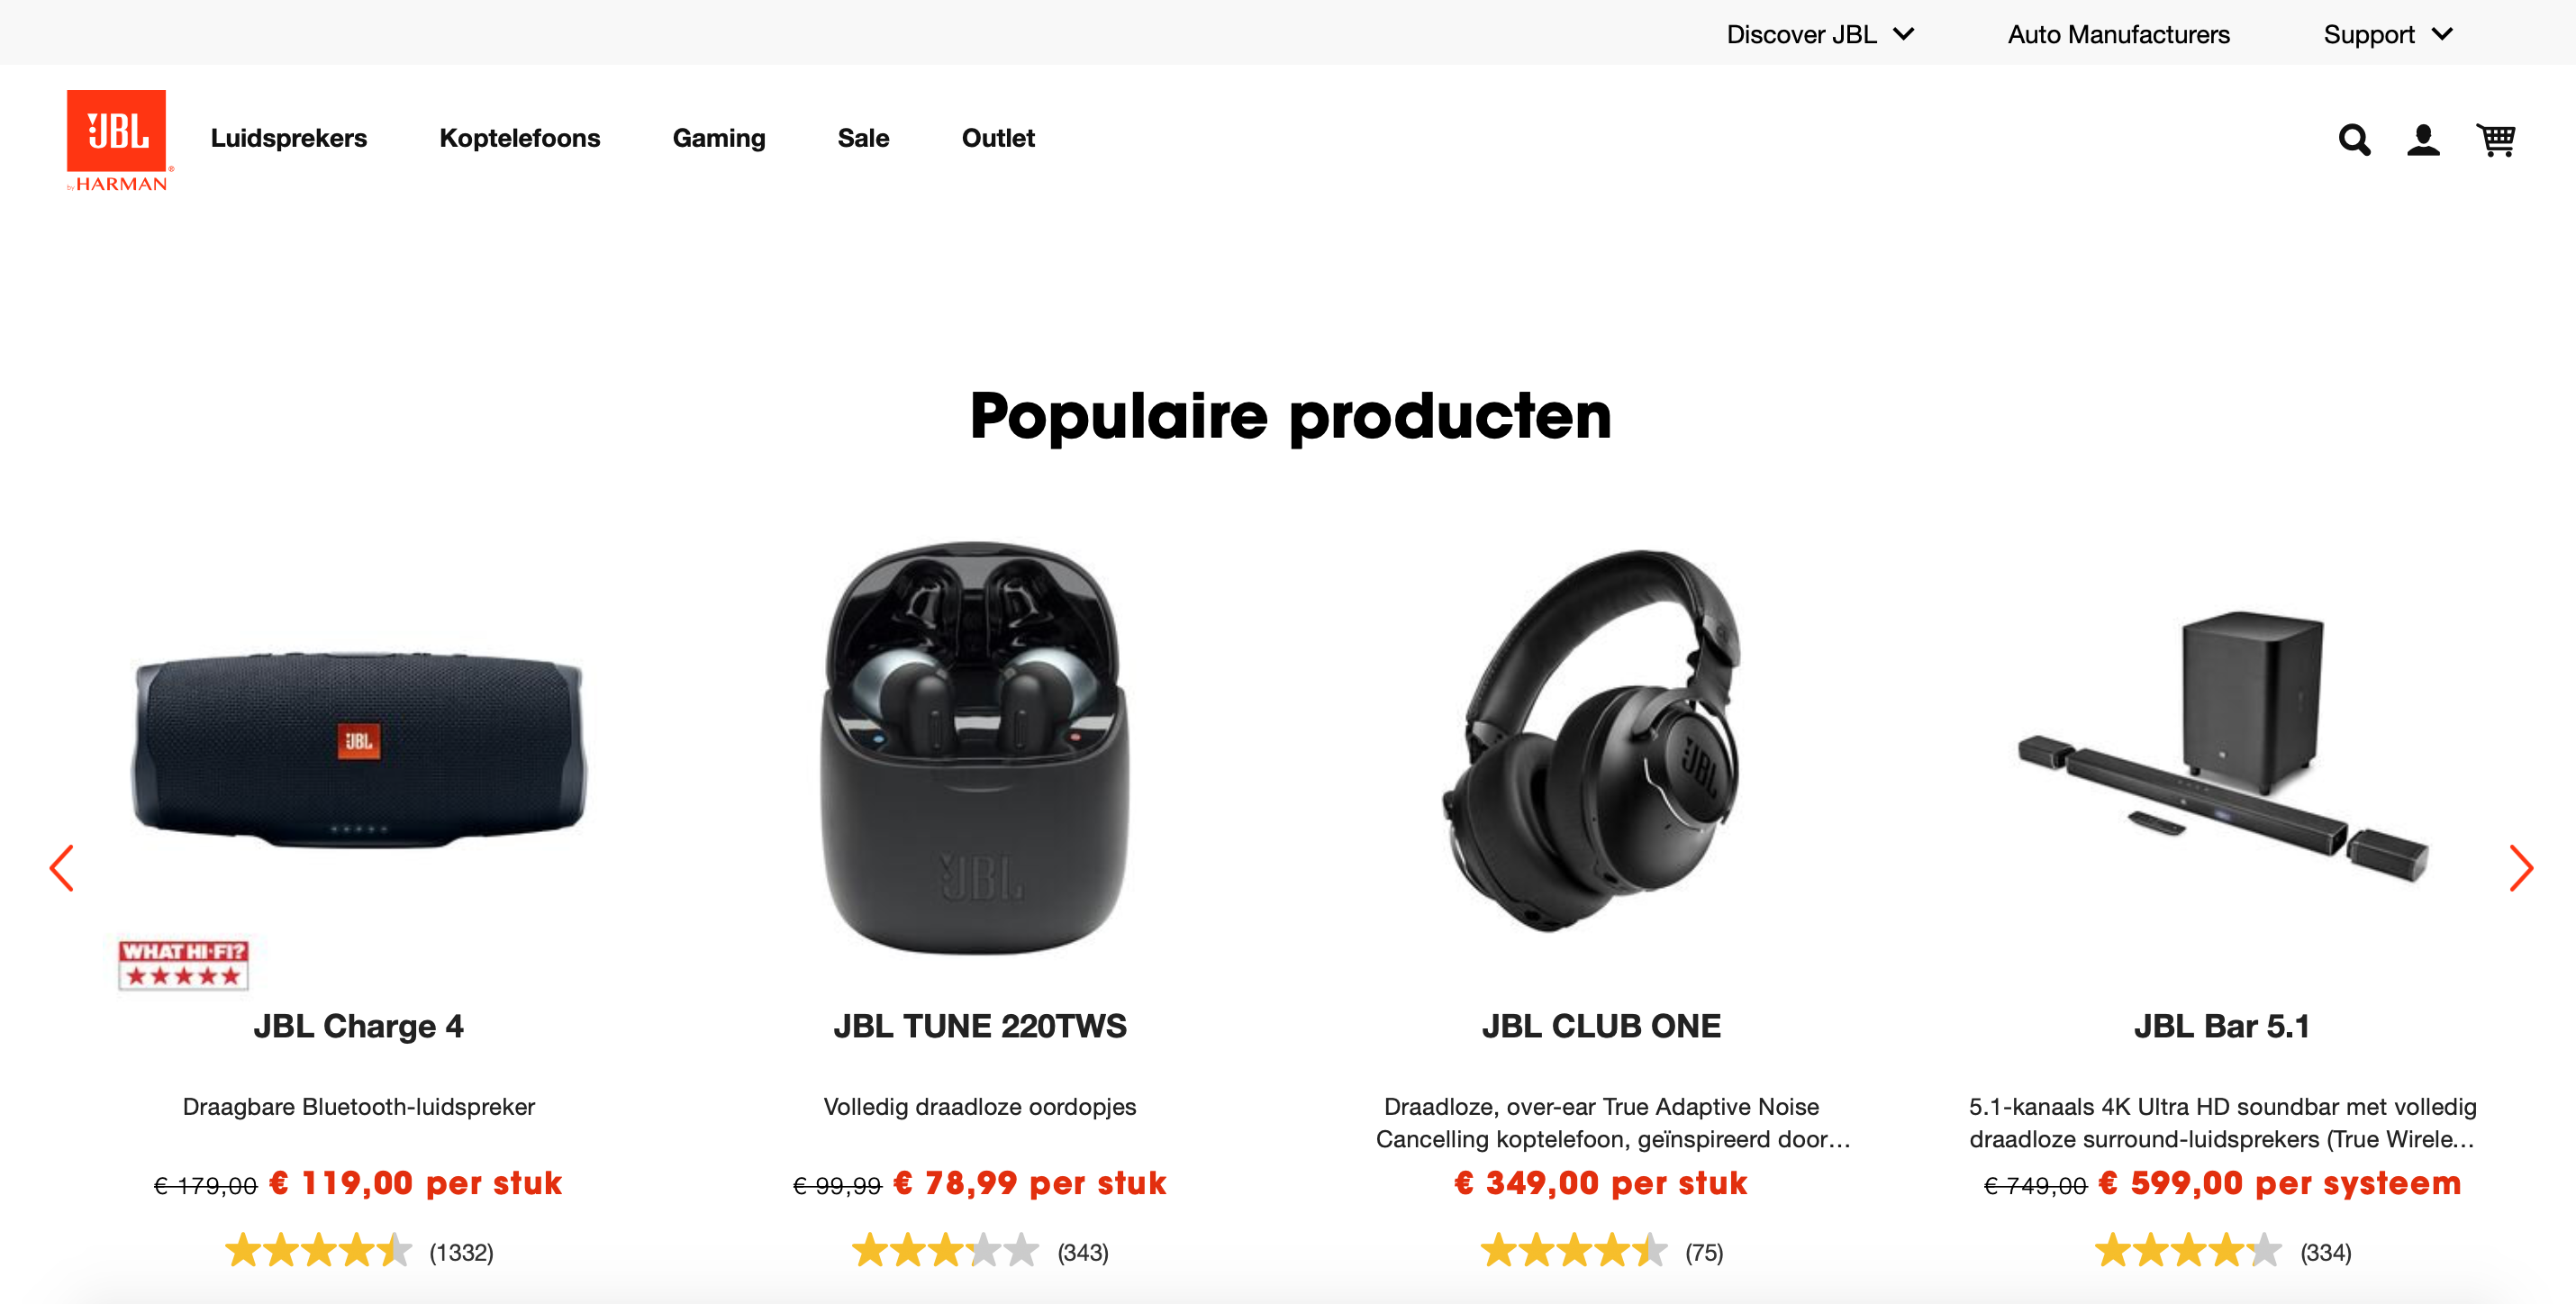 Discover JBL
Auto Manufacturers
Support
JBL
by HARMAN
Luidsprekers
Koptelefoons
Gaming
Sale
Outlet
Populaire producten
JBL
JBL
JBL
WHAT HI-FI?
JBL Charge 4
JBL TUNE 220TWS
JBL CLUB ONE
JBL Bar 5.1
Draagbare Bluetooth-luidspreker
Volledig draadloze oordopjes
Draadloze, over-ear True Adaptive Noise
Cancelling koptelefoon, geïnspireerd door...
5.1-kanaals 4K Ultra HD soundbar met volledig
draadloze surround-luidsprekers (True Wirele...
€ 179,00 € 119,00 per stuk
€ 99,99 € 78,99 per stuk
€ 349,00 per stuk
€ 749,00 € 599,00 per systeem
(1332)
(343)
(75)
(334)